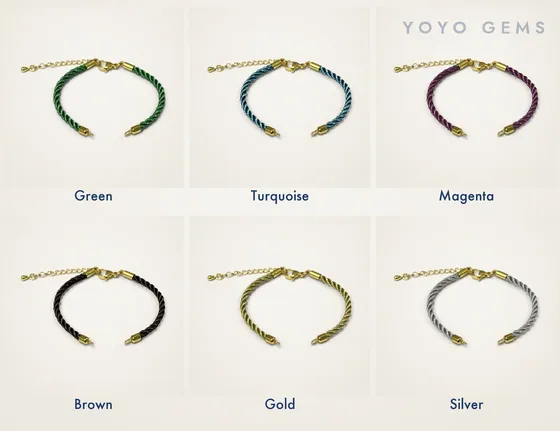 YOYO GEMS
Green
Turquoise
Magenta
Brown
Gold
Silver